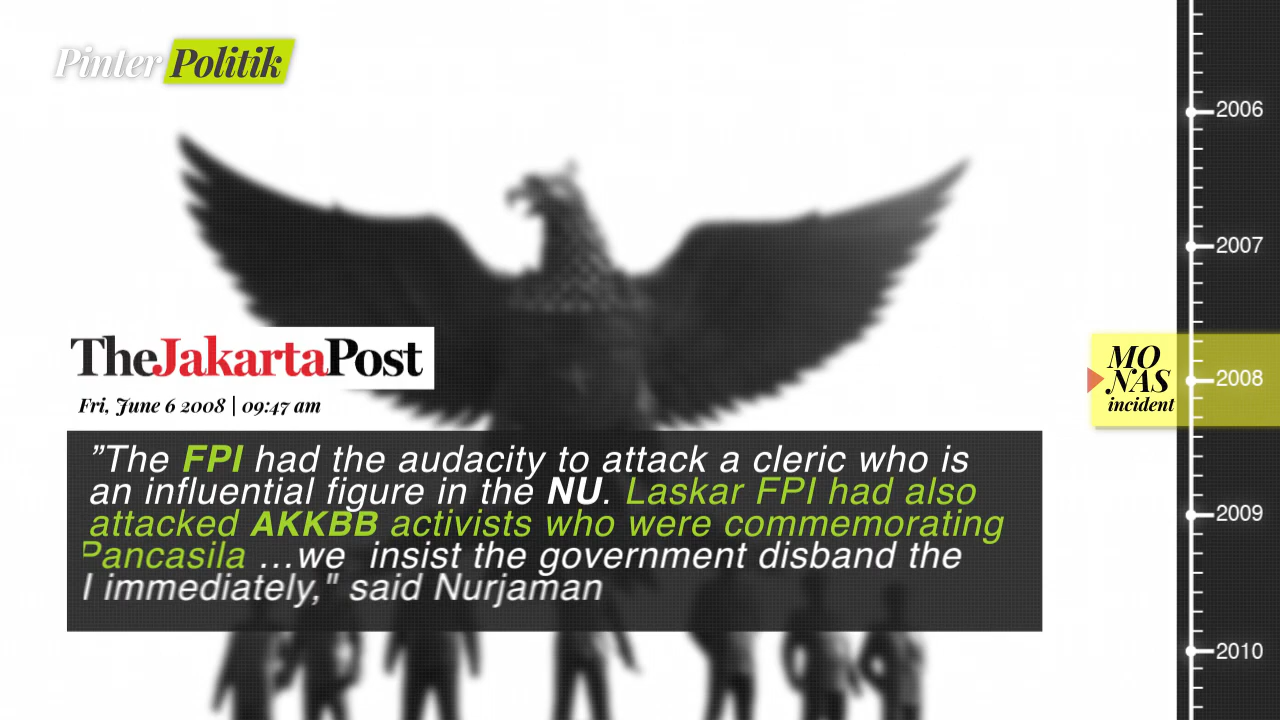 Pinter Politik
TheJakartaPost
Fri, June 6 2008 | 09:47 am
”The FPI had the audacity to attack a cleric who is
an influential figure in the NU. Laskar FPI had also
attacked AKKBB activists who were commemorating
Pancasila ...we insist the government disband the
I immediately," said Nurjaman
2006
2007
MO
NAS
incident
2008
2009
2010